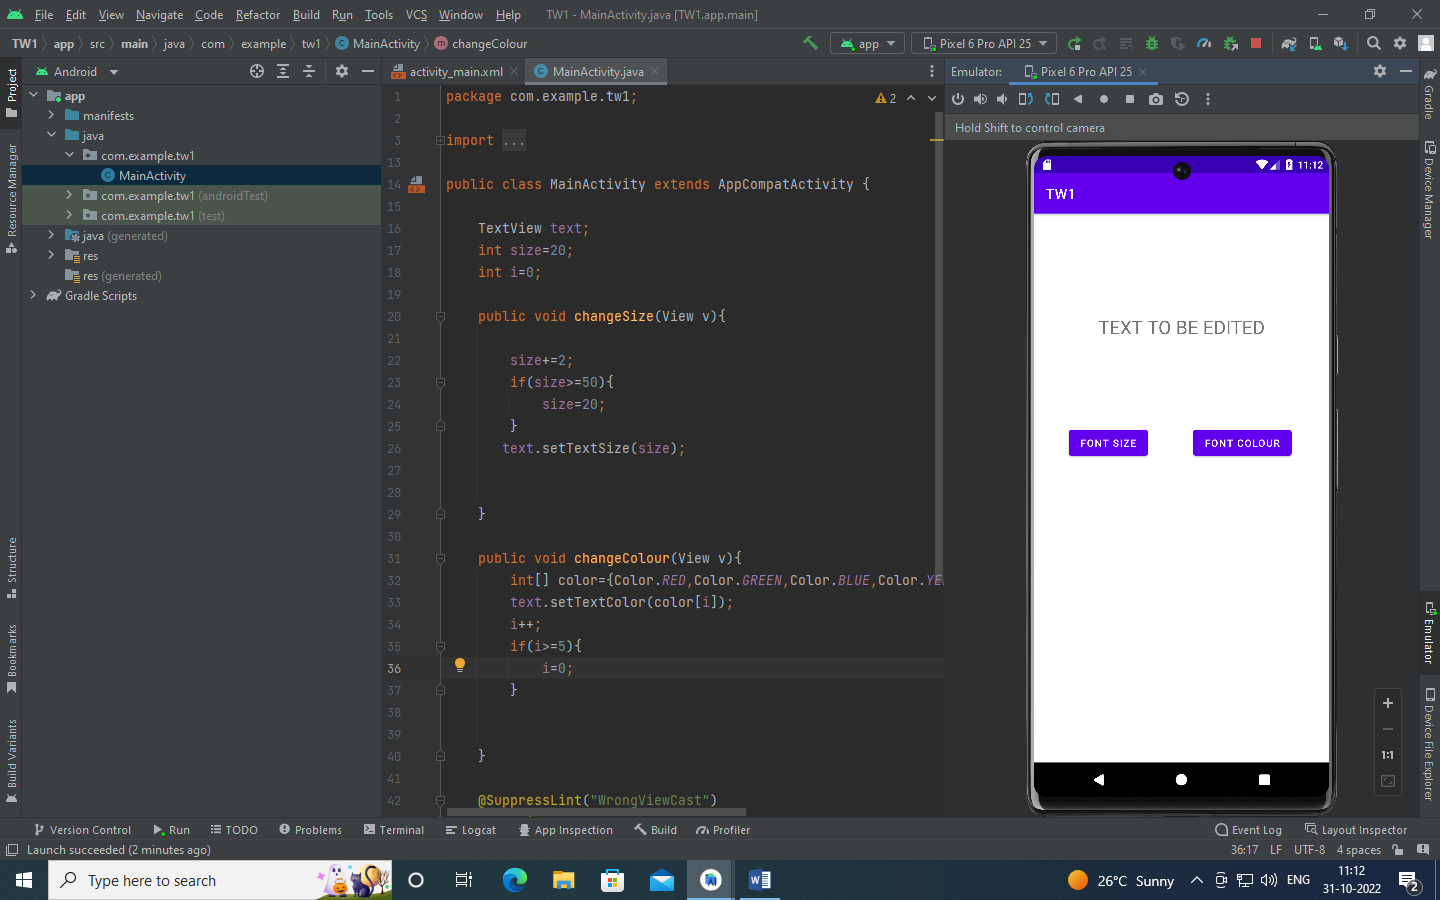 File Edit View Navigate Code Refactor Build Run Tools VCS Window Help TW1 - MainActivity.java [TW1.app.main]
TW1 app src main java com example tw1 MainActivity changeColour app Pixel 6 Pro API 25
Project
Resource Manager
Structure
Bookmarks
Build Variants
Android
app
manifests
java
com.example.tw1
MainActivity
com.example.tw1 (androidTest)
com.example.tw1 (test)
java (generated)
res
res (generated)
Gradle Scripts
activity_main.xml MainActivity.java
2
1 package com.example.tw1;
2
3 import ...
13
14 public class MainActivity extends AppCompatActivity {
15
16 TextView text;
17 int size=20;
18 int i=0;
19
20 public void changeSize(View v){
21
22 size+=2;
23 if(size>=50){
24 size=20;
25 }
26 text.setTextSize(size);
27
28
29 }
30
31 public void changeColour(View v){
32 int[] color={Color.RED,Color.GREEN,Color.BLUE,Color.YE
33 text.setTextColor(color[i]);
34 i++;
35 if(i>=5){
36 i=0;
37 }
38
39
40 }
41
42 @SuppressLint("WrongViewCast")
Emulator: Pixel 6 Pro API 25
Hold Shift to control camera
11:12
TW1
TEXT TO BE EDITED
FONT SIZE FONT COLOUR
1:1
Gradle
Device Manager
Emulator
Device File Explorer
Version Control Run TODO Problems Terminal Logcat App Inspection Build Profiler Event Log Layout Inspector
Launch succeeded (2 minutes ago) 36:17 LF UTF-8 4 spaces
Type here to search 26°C Sunny ENG 11:12
31-10-2022
2